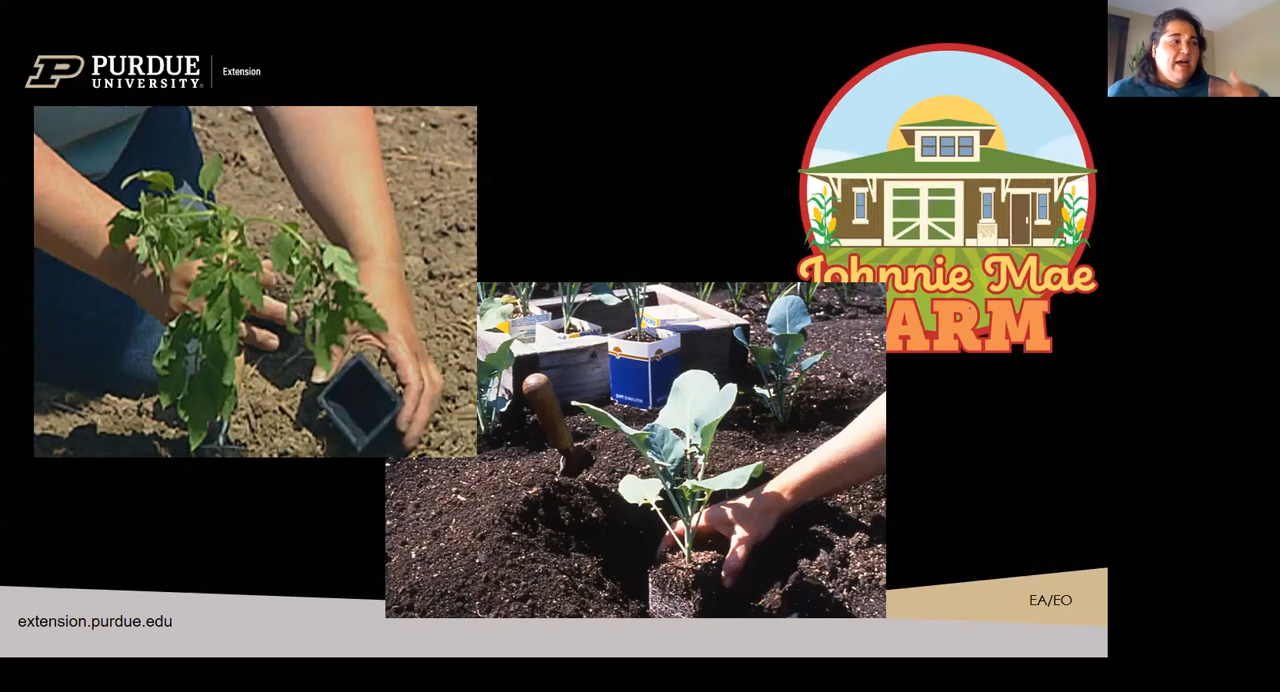 PURDUE
UNIVERSITY
Extension
Johnnie Mae
ARM
extension.purdue.edu
EA/EO